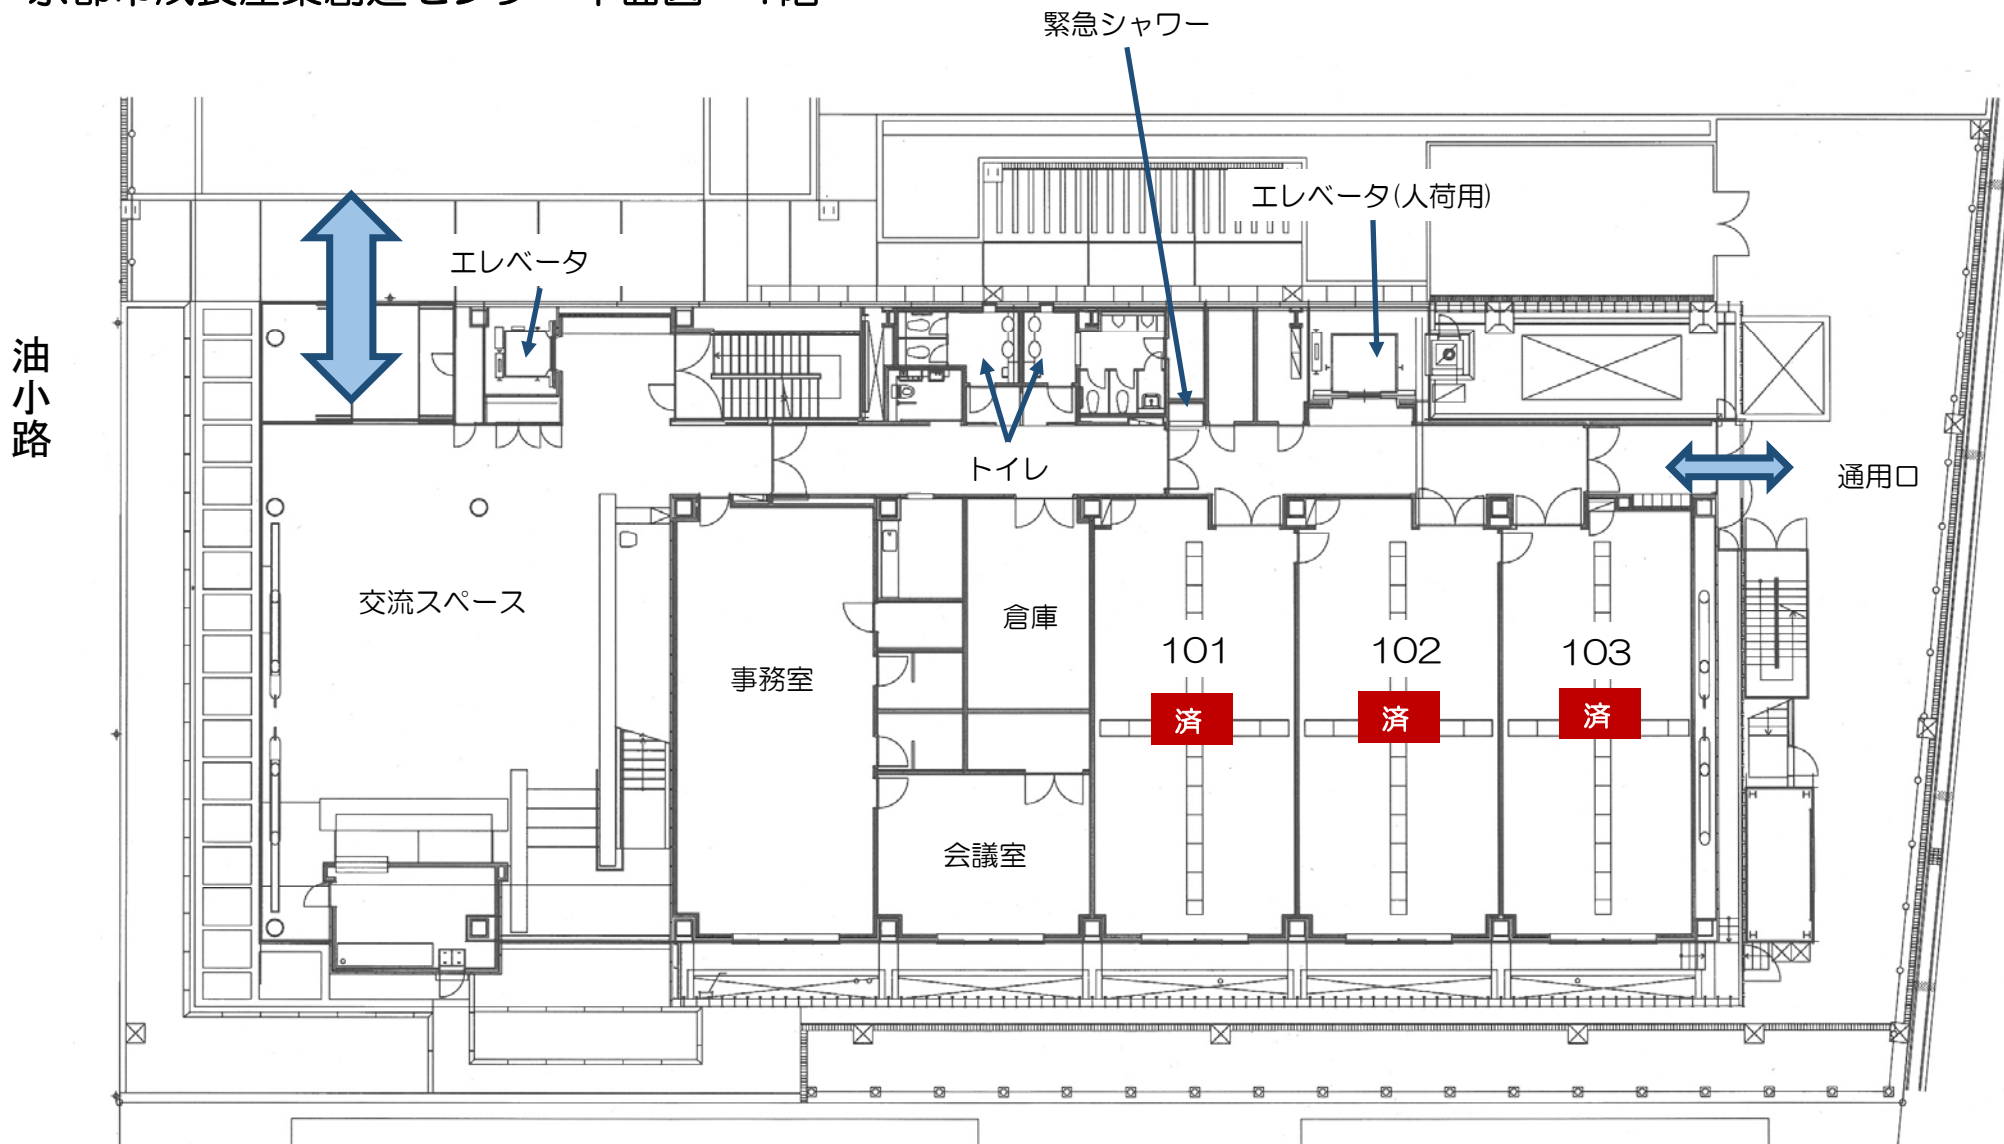 緊急シャワー
エレベータ(人荷用)
エレベータ
油小路
トイレ
通用口
交流スペース
倉庫
事務室
101
102
103
済
済
済
会議室